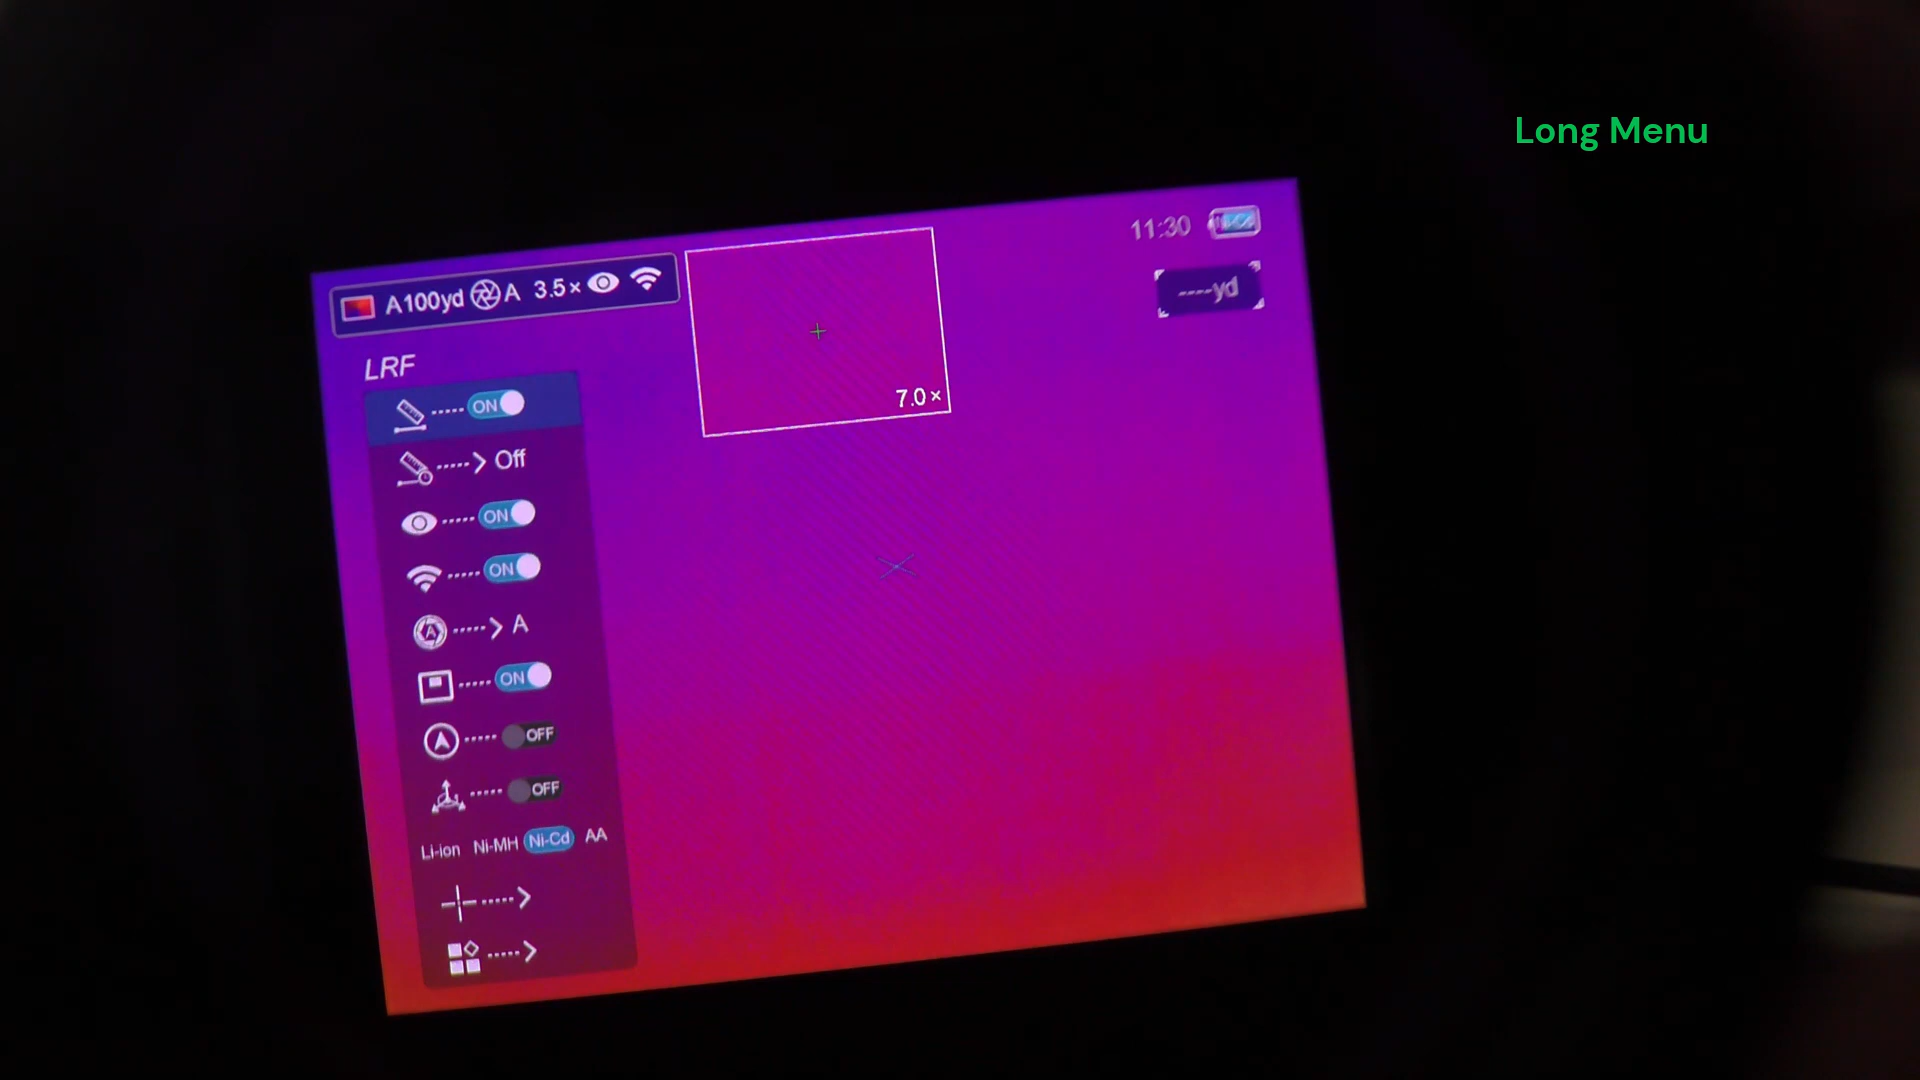 Long Menu
11:30
A100yd A 3.5×
----yd
LRF
7.0×
ON
Off
ON
ON
A
ON
OFF
OFF
Li-ion Ni-MH Ni-Cd AA